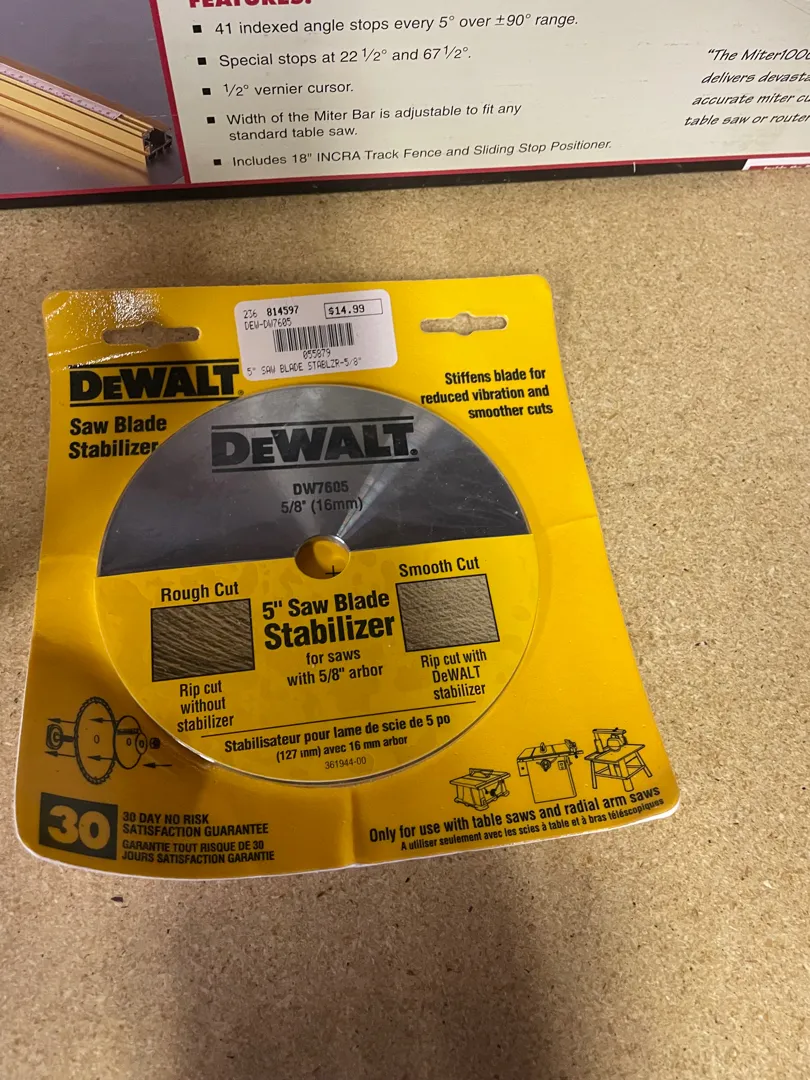 FEATURES:
■ 41 indexed angle stops every 5° over ±90° range.
■ Special stops at 22 1/2° and 67 1/2°.
■ 1/2° vernier cursor.
■ Width of the Miter Bar is adjustable to fit any
standard table saw.
■ Includes 18" INCRA Track Fence and Sliding Stop Positioner.
"The Miter100
delivers devasta
accurate miter cu
table saw or router
236 814597 $14.99
DEW-DW7605
055879
5" SAW BLADE STABLZR-5/8"
DEWALT
Saw Blade
Stabilizer
Stiffens blade for
reduced vibration and
smoother cuts
DEWALT
DW7605
5/8" (16mm)
Rough Cut
Smooth Cut
5" Saw Blade
Stabilizer
for saws
with 5/8" arbor
Rip cut
without
stabilizer
Rip cut with
DeWALT
stabilizer
Stabilisateur pour lame de scie de 5 po
(127 mm) avec 16 mm arbor
361944-00
30
30 DAY NO RISK
SATISFACTION GUARANTEE
GARANTIE TOUT RISQUE DE 30
JOURS SATISFACTION GARANTIE
Only for use with table saws and radial arm saws
A utiliser seulement avec les scies à table et à bras téléscopiques